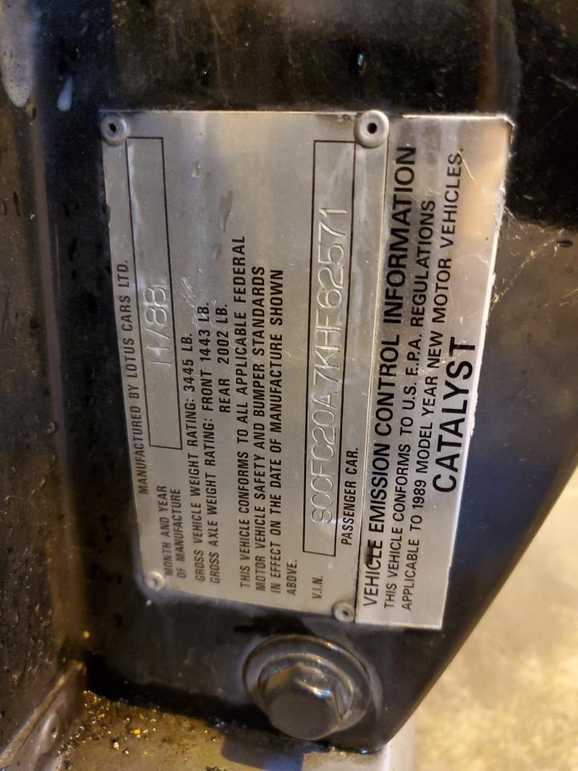 MANUFACTURED BY LOTUS CARS LTD.
MONTH AND YEAR
OF MANUFACTURE
11/88
GROSS VEHICLE WEIGHT RATING: 3445 LB.
GROSS AXLE WEIGHT RATING: FRONT 1443 LB.
REAR 2002 LB.
THIS VEHICLE CONFORMS TO ALL APPLICABLE FEDERAL
MOTOR VEHICLE SAFETY AND BUMPER STANDARDS
IN EFFECT ON THE DATE OF MANUFACTURE SHOWN
ABOVE.
V.I.N. SCCFC20A7KHF62571
PASSENGER CAR.
VEHICLE EMISSION CONTROL INFORMATION
THIS VEHICLE CONFORMS TO U.S. E.P.A. REGULATIONS
APPLICABLE TO 1989 MODEL YEAR NEW MOTOR VEHICLES.
CATALYST